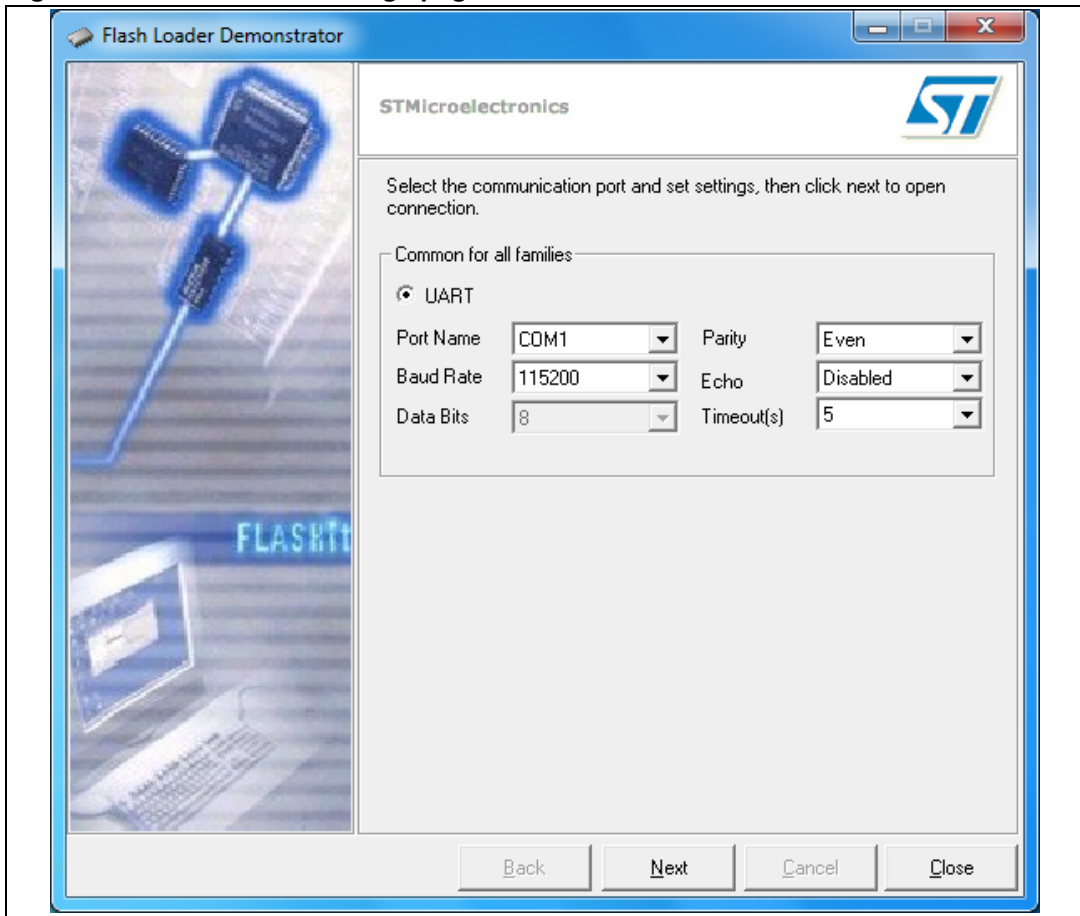 Flash Loader Demonstrator
STMicroelectronics
ST
Select the communication port and set settings, then click next to open
connection.
Common for all families
UART
Port Name COM1 Parity Even
Baud Rate 115200 Echo Disabled
Data Bits 8 Timeout(s) 5
FLASHit
Back Next Cancel Close